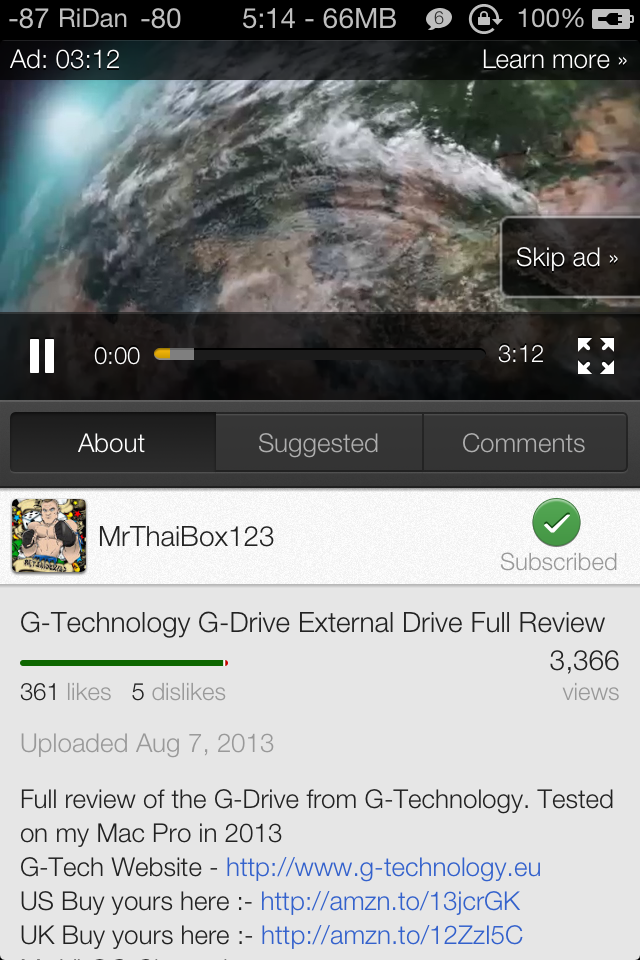 -87 RiDan -80 5:14 - 66MB 6 100%
Ad: 03:12 Learn more »
Skip ad »
0:00 3:12
About Suggested Comments
MrThaiBox123
Subscribed
G-Technology G-Drive External Drive Full Review
3,366
361 likes 5 dislikes views
Uploaded Aug 7, 2013
Full review of the G-Drive from G-Technology. Tested
on my Mac Pro in 2013
G-Tech Website - http://www.g-technology.eu
US Buy yours here :- http://amzn.to/13jcrGK
UK Buy yours here :- http://amzn.to/12ZzI5C